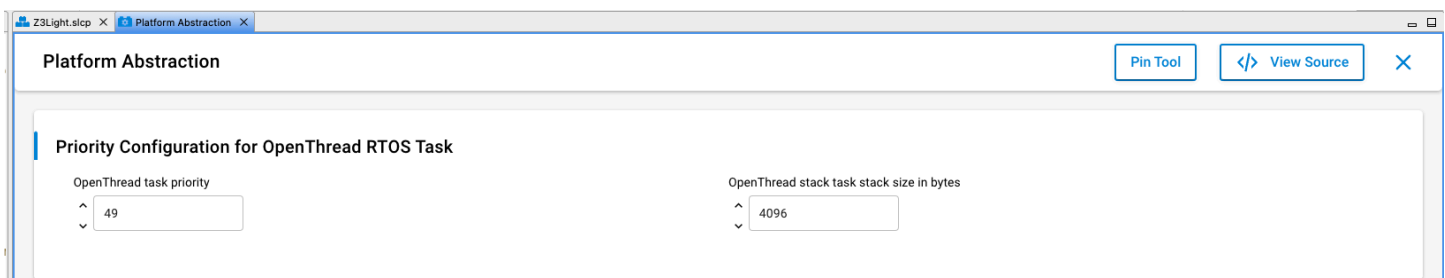 Z3Light.slcp
Platform Abstraction
Platform Abstraction
Pin Tool
</> View Source
Priority Configuration for OpenThread RTOS Task
OpenThread task priority
OpenThread stack task stack size in bytes
49
4096